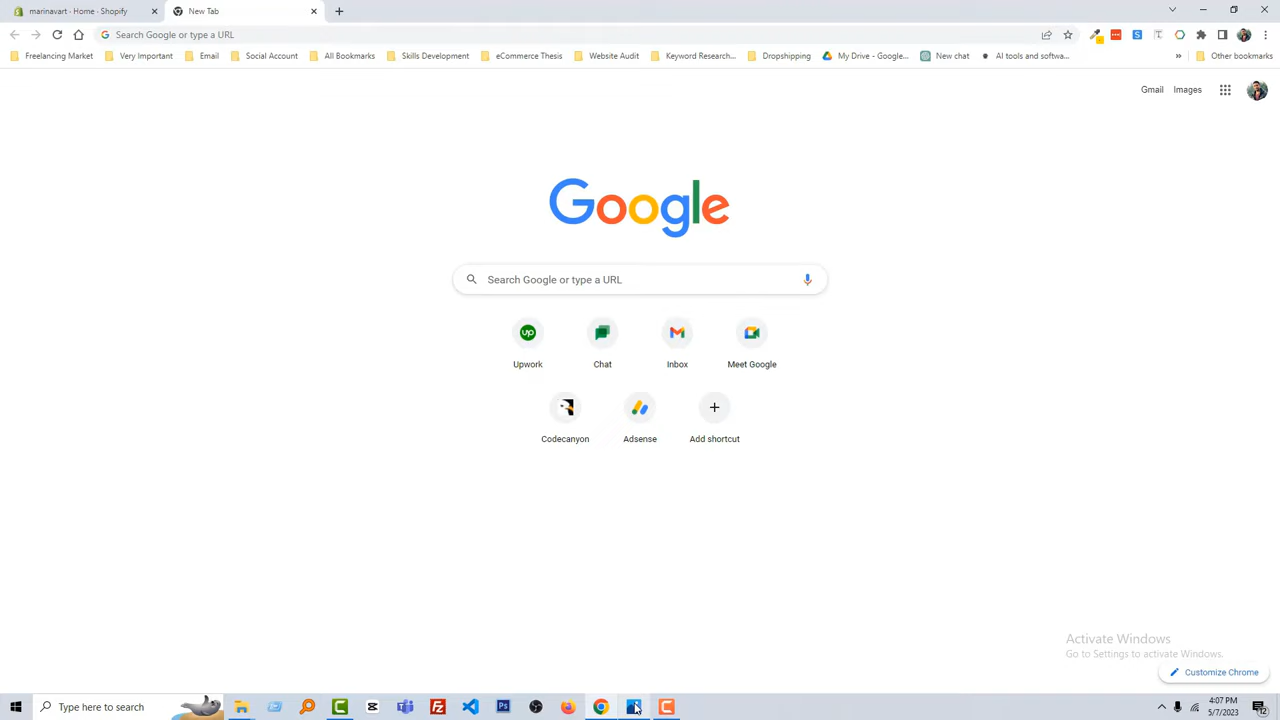 marinavart - Home · Shopify
New Tab
Search Google or type a URL
Freelancing Market
Very Important
Email
Social Account
All Bookmarks
Skills Development
eCommerce Thesis
Website Audit
Keyword Research...
Dropshipping
My Drive - Google...
New chat
AI tools and softwa...
»
Other bookmarks
Gmail
Images
Google
Search Google or type a URL
up
Upwork
Chat
Inbox
Meet Google
Codecanyon
Adsense
Add shortcut
Activate Windows
Go to Settings to activate Windows.
Customize Chrome
Type here to search
4:07 PM
5/7/2023